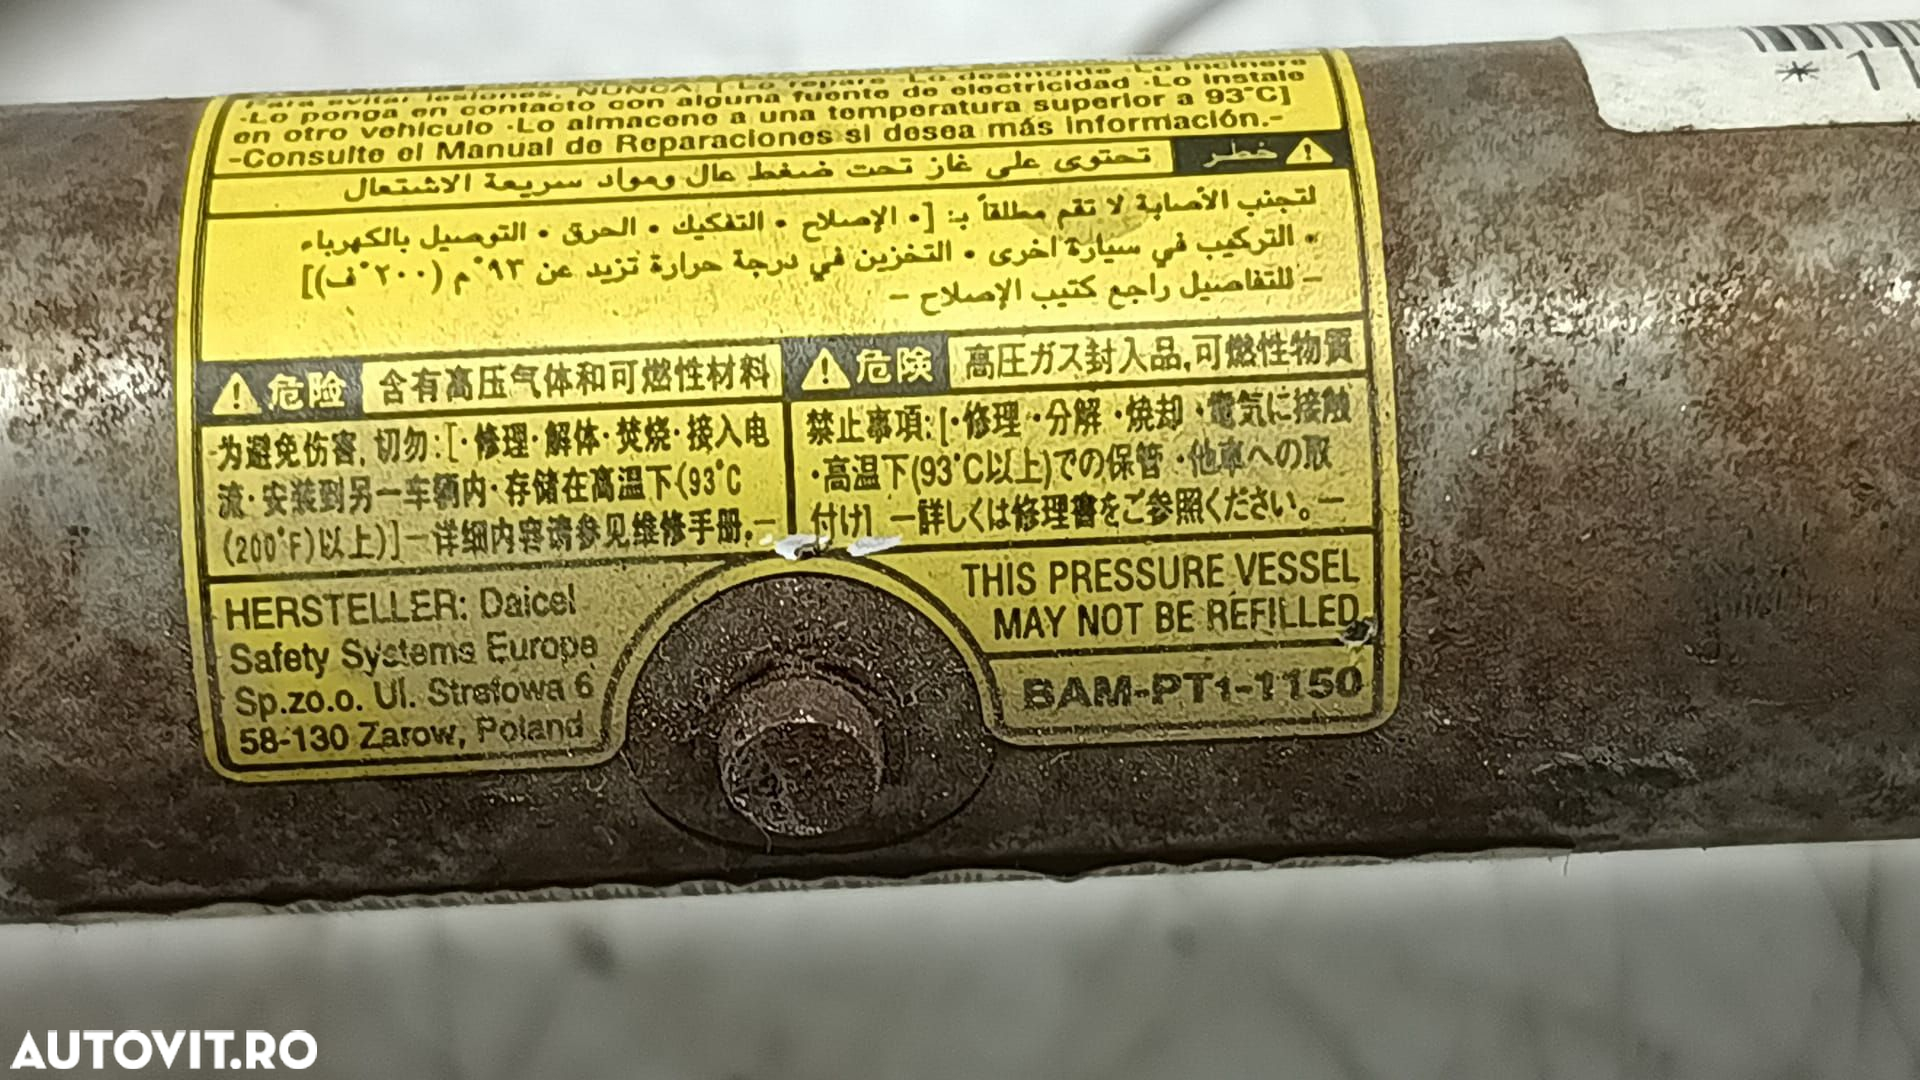 Para evitar lesiones, NUNCA: [·Lo repare ·Lo desmonte ·Lo incinere
·Lo ponga en contacto con alguna fuente de electricidad ·Lo instale
en otro vehículo ·Lo almacene a una temperatura superior a 93°C]
-Consulte el Manual de Reparaciones si desea más información.-
خطر
تحتوى على غاز تحت ضغط عال ومواد سريعة الاشتعال
لتجنب الأصابة لا تقم مطلقاً بـ: [• الإصلاح • التفكيك • الحرق • التوصيل بالكهرباء
• التركيب في سيارة اخرى • التخزين في درجة حرارة تزيد عن ٩٣°م (٢٠٠°ف)]
– للتفاصيل راجع كتيب الإصلاح –
危险 含有高压气体和可燃性材料
为避免伤害, 切勿:[·修理·解体·焚烧·接入电
流·安装到另一车辆内·存储在高温下(93°C
(200°F)以上)]–详细内容请参见维修手册.–
危険 高圧ガス封入品,可燃性物質
禁止事項:[·修理 ·分解 ·焼却 ·電気に接触
·高温下(93°C以上)での保管 ·他車への取
付け] –詳しくは修理書をご参照ください。–
HERSTELLER: Daicel
Safety Systems Europe
Sp.zo.o. Ul. Strefowa 6
58-130 Zarow, Poland
THIS PRESSURE VESSEL
MAY NOT BE REFILLED
BAM-PT1-1150
AUTOVIT.RO